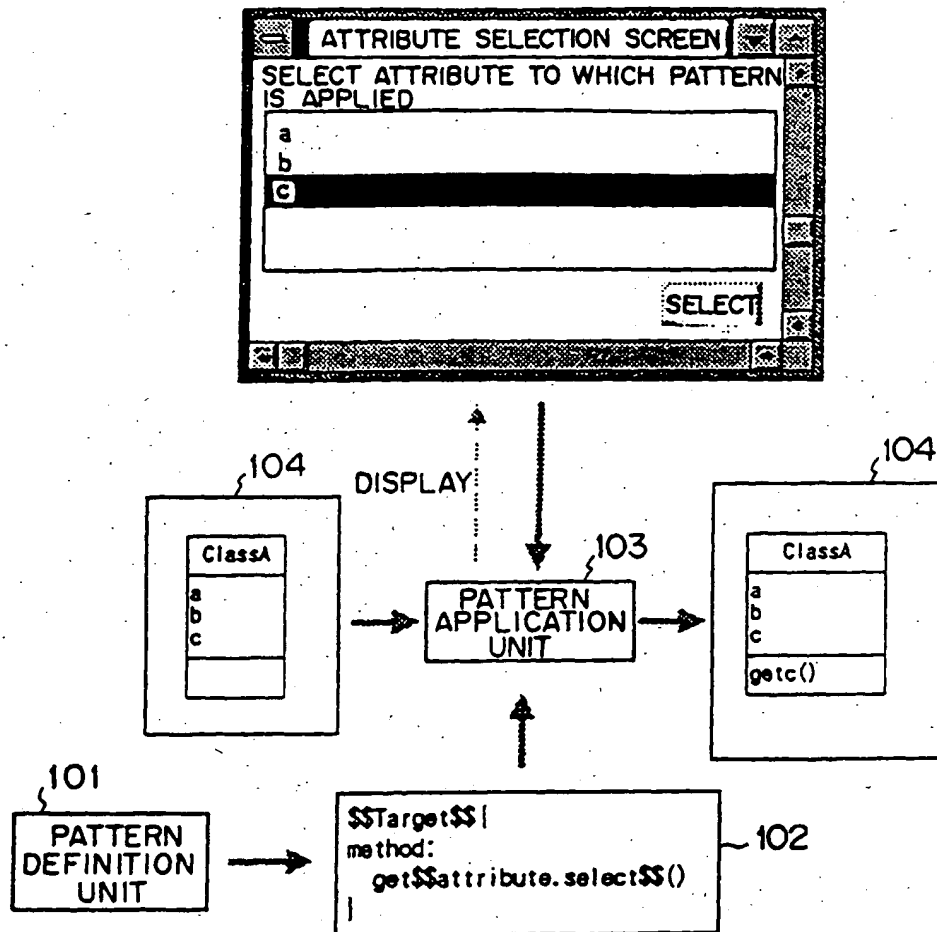 ATTRIBUTE SELECTION SCREEN
SELECT ATTRIBUTE TO WHICH PATTERN
IS APPLIED
a
b
c
SELECT
104
DISPLAY
104
ClassA
a
b
c
103
PATTERN
APPLICATION
UNIT
ClassA
a
b
c
getc()
101
PATTERN
DEFINITION
UNIT
$$Target$${
method:
get$$attribute.select$$()
}
102